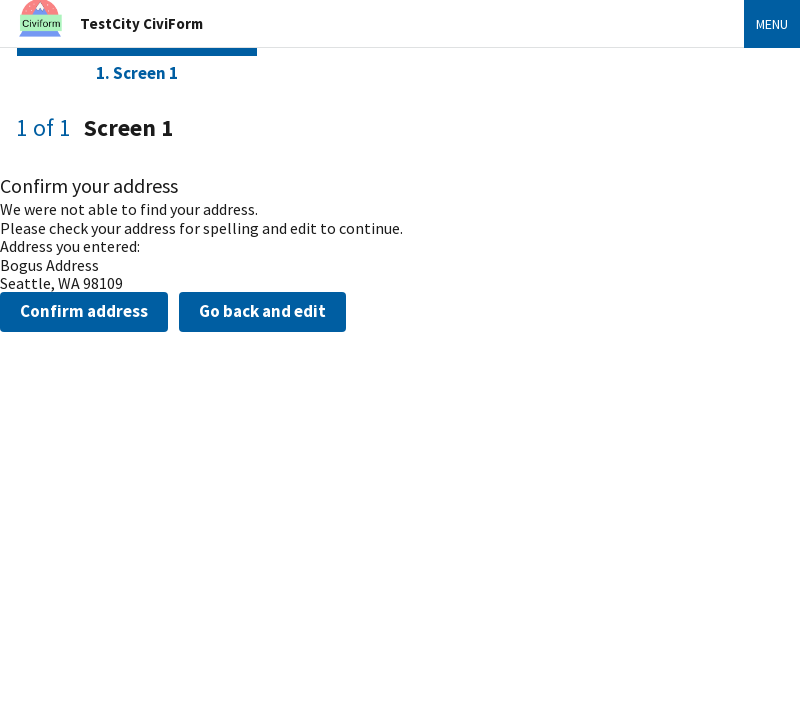 Civiform
TestCity CiviForm
MENU
1. Screen 1
1 of 1 Screen 1
Confirm your address
We were not able to find your address.
Please check your address for spelling and edit to continue.
Address you entered:
Bogus Address
Seattle, WA 98109
Confirm address
Go back and edit